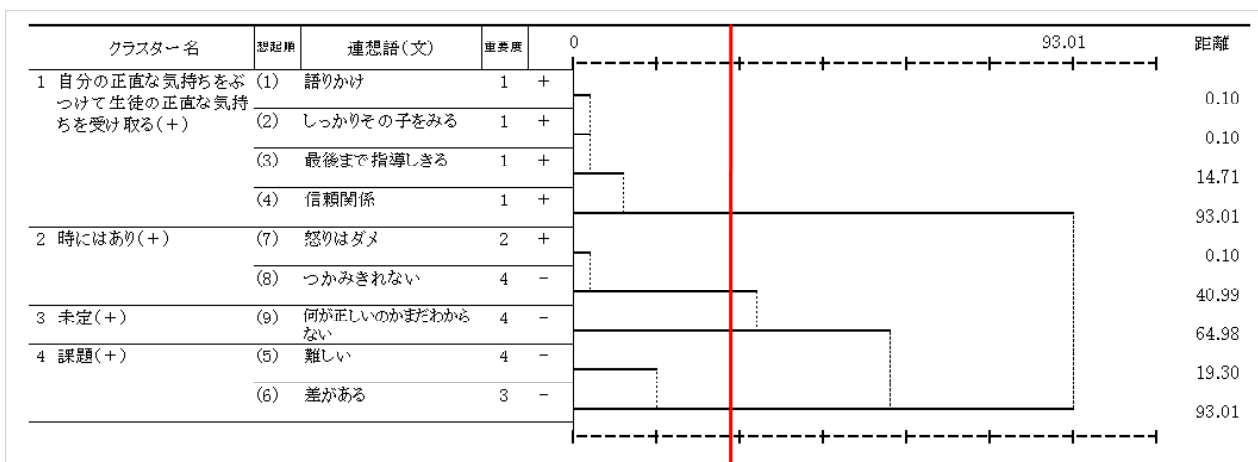 クラスター名 想起順 連想語(文) 重要度 0 93.01 距離
1 自分の正直な気持ちをぶ (1) 語りかけ 1 +
つけて生徒の正直な気持 0.10
ちを受け取る(+) (2) しっかりその子をみる 1 +
0.10
(3) 最後まで指導しきる 1 +
14.71
(4) 信頼関係 1 +
93.01
2 時にはあり(+) (7) 怒りはダメ 2 +
0.10
(8) つかみきれない 4 -
40.99
3 未定(+) (9) 何が正しいのかまだわから 4 -
ない 64.98
4 課題(+) (5) 難しい 4 -
19.30
(6) 差がある 3 -
93.01